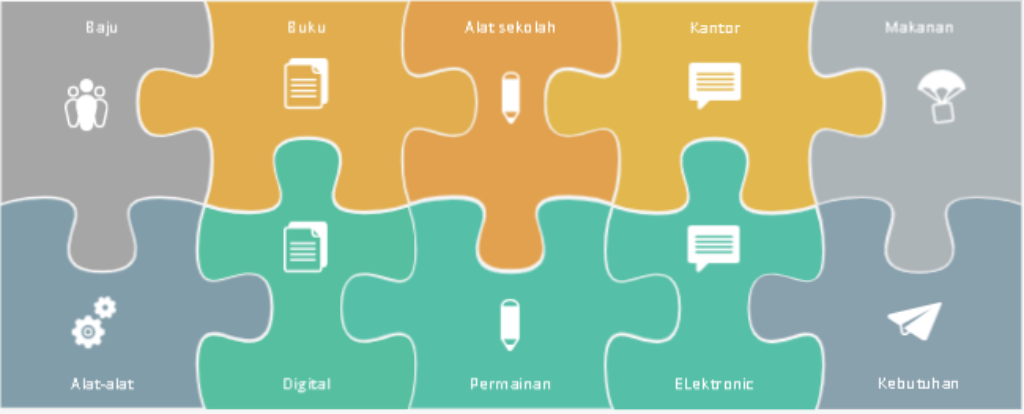 Baju
Buku
Alat sekolah
Kantor
Makanan
Alat-alat
Digital
Permainan
ELektronic
Kebutuhan